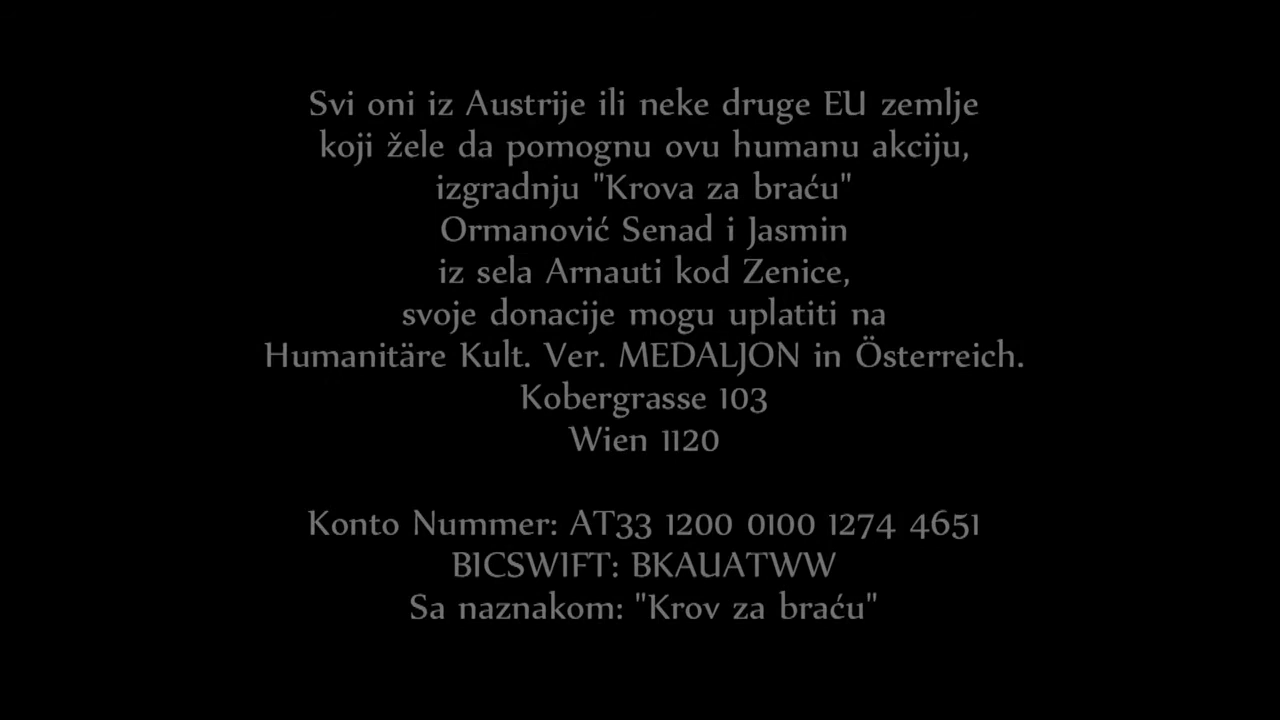 Svi oni iz Austrije ili neke druge EU zemlje
koji žele da pomognu ovu humanu akciju,
izgradnju "Krova za braću"
Ormanović Senad i Jasmin
iz sela Arnauti kod Zenice,
svoje donacije mogu uplatiti na
Humanitäre Kult. Ver. MEDALJON in Österreich.
Kobergrasse 103
Wien 1120
Konto Nummer: AT33 1200 0100 1274 4651
BICSWIFT: BKAUATWW
Sa naznakom: "Krov za braću"